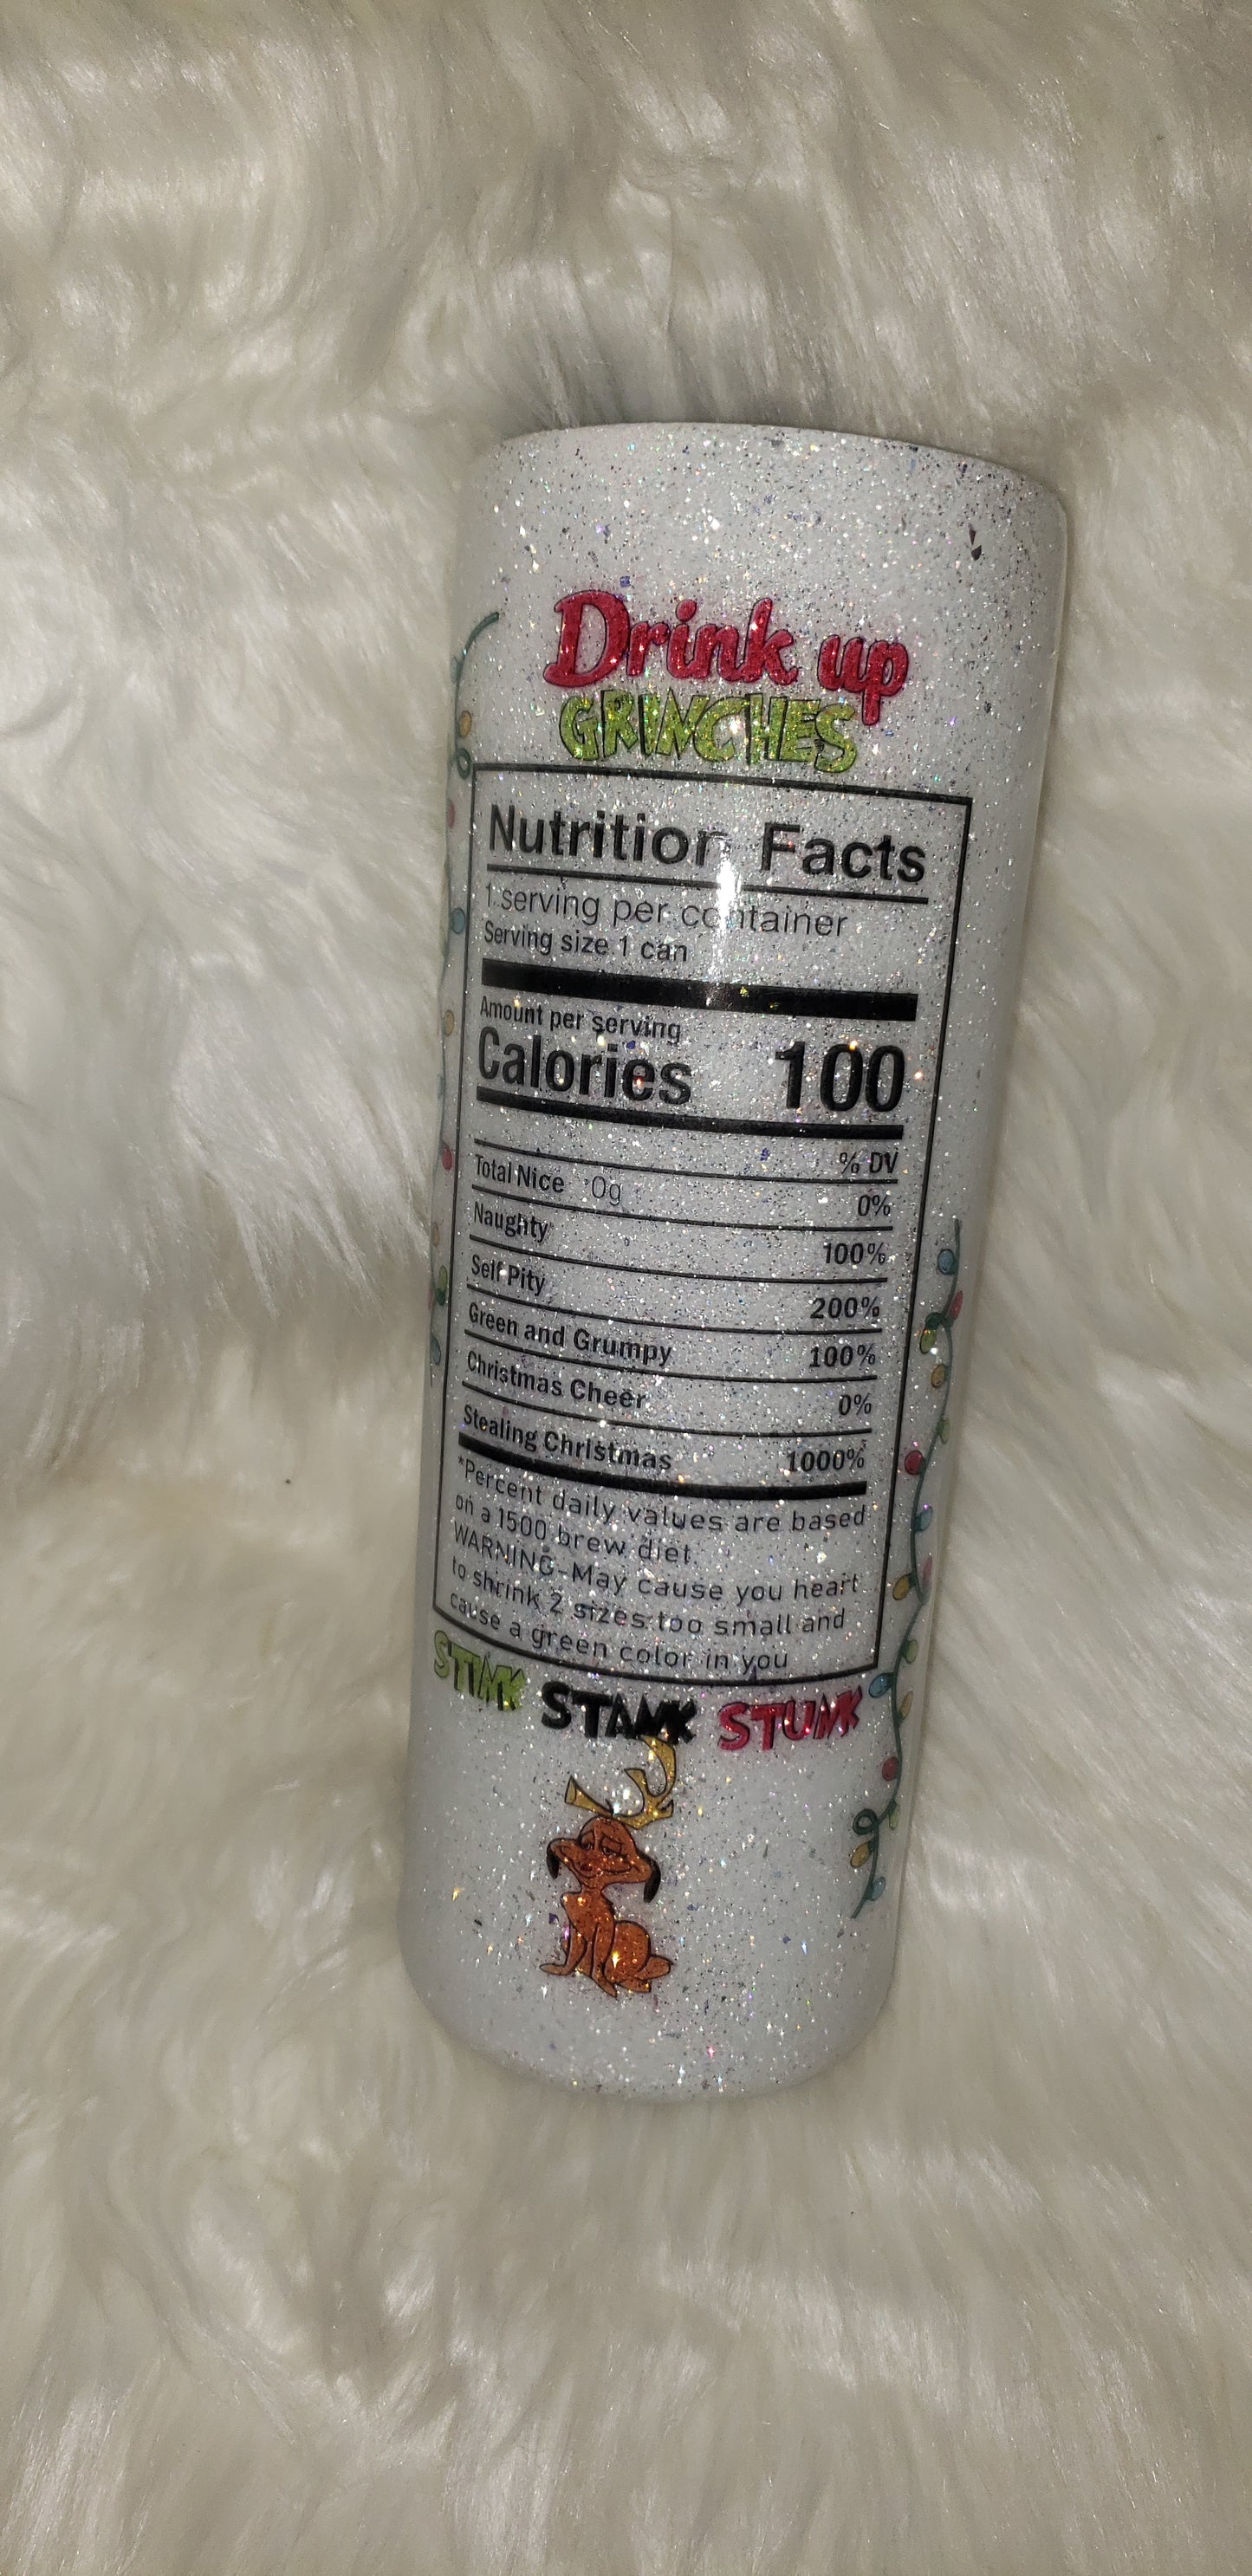 Drink up
GRINCHES
Nutrition Facts
1 serving per container
Serving size 1 can
Amount per serving
Calories 100
% DV
Total Nice 0g 0%
Naughty 100%
Self Pity 200%
Green and Grumpy 100%
Christmas Cheer 0%
Stealing Christmas 1000%
*Percent daily values are based
on a 1500 brew diet
WARNING-May cause you heart
to shrink 2 sizes too small and
cause a green color in you
STINK STANK STUNK